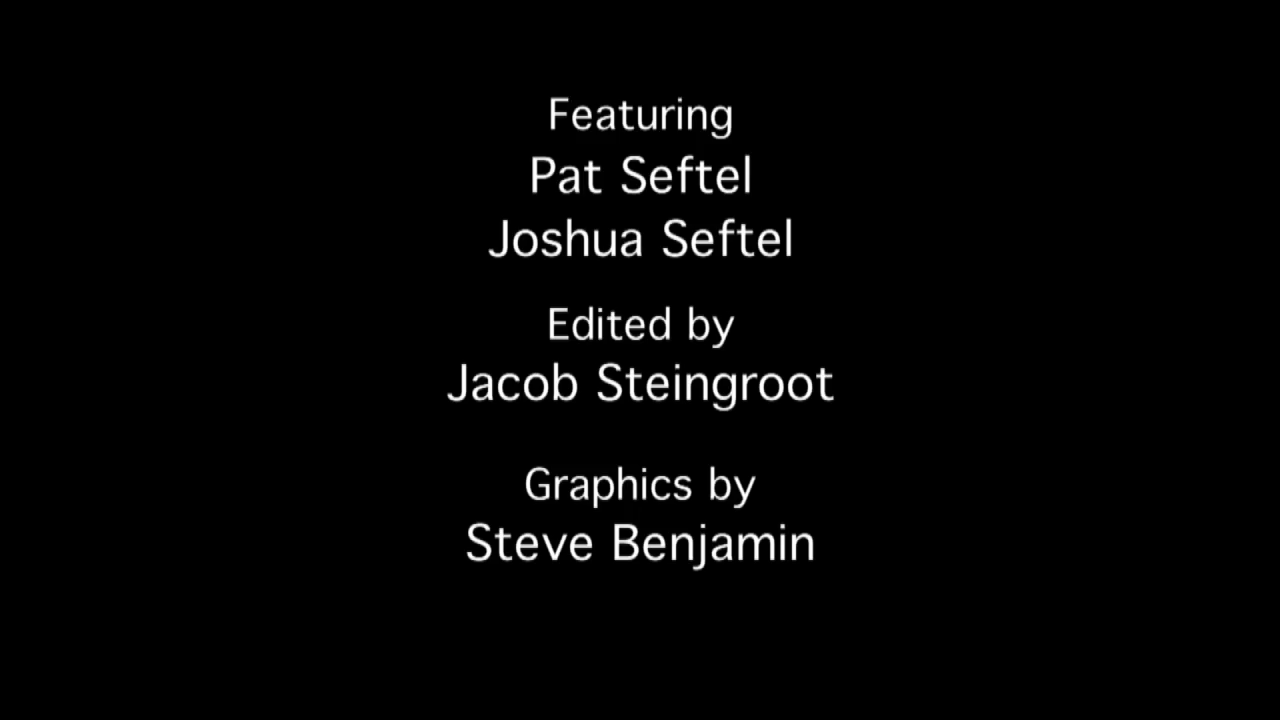 Featuring
Pat Seftel
Joshua Seftel
Edited by
Jacob Steingroot
Graphics by
Steve Benjamin